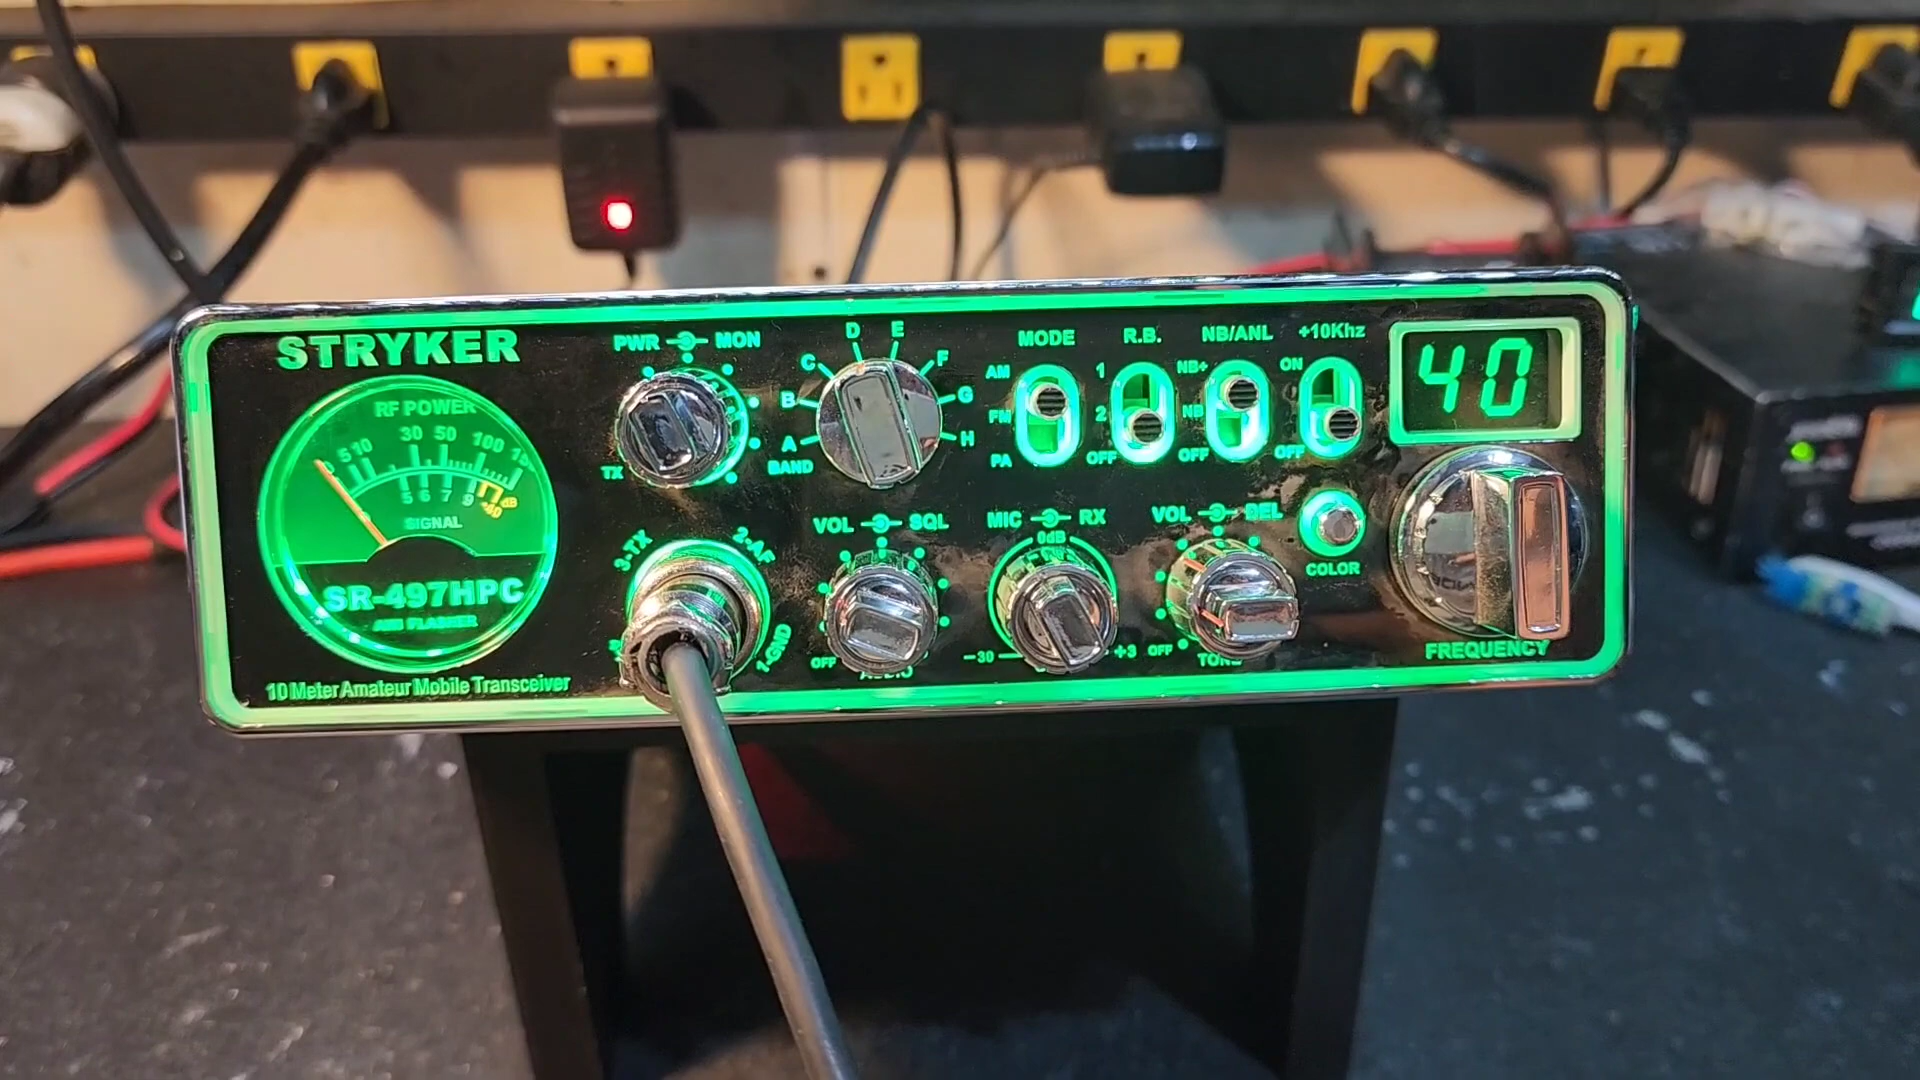 STRYKER
RF POWER
5 10 30 50 100
5 6 7 9
SIGNAL
SR-497HPC
10 Meter Amateur Mobile Transceiver
PWR MON
TX
A B C D E F G H
BAND
MODE
AM
FM
PA
R.B.
1
2
OFF
NB/ANL
NB+
NB
OFF
+10Khz
ON
OFF
40
3-TX
2-AF
1-GND
VOL SQL
OFF
MIC RX
0dB
-30 +3
VOL DEL
OFF
COLOR
FREQUENCY